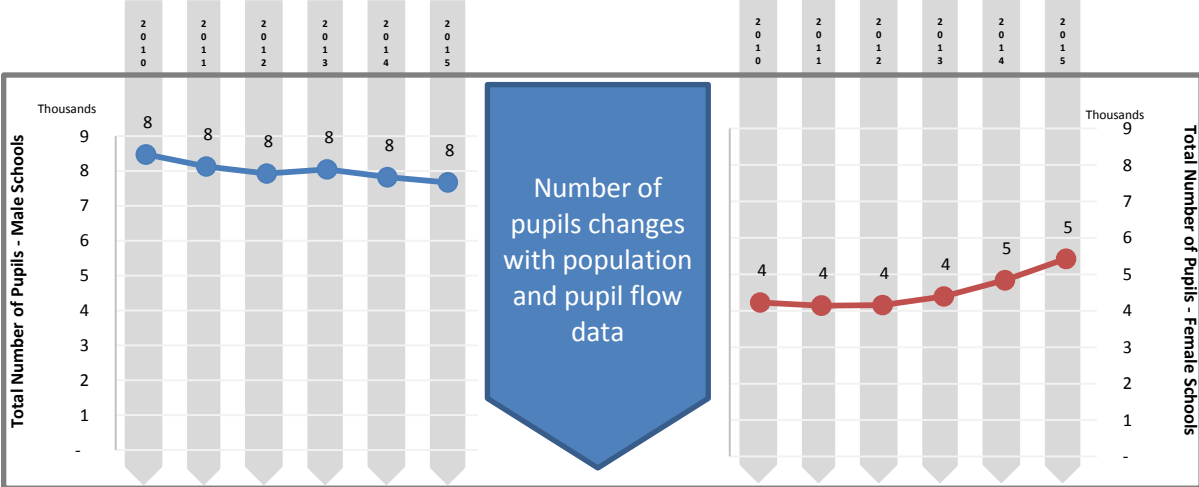 2010 2011 2012 2013 2014 2015
2010 2011 2012 2013 2014 2015
Total Number of Pupils - Male Schools
Thousands
9
8
7
6
5
4
3
2
1
-
8 8 8 8 8 8
Number of
pupils changes
with population
and pupil flow
data
4 4 4 4 5 5
Thousands
9
8
7
6
5
4
3
2
1
-
Total Number of Pupils - Female Schools